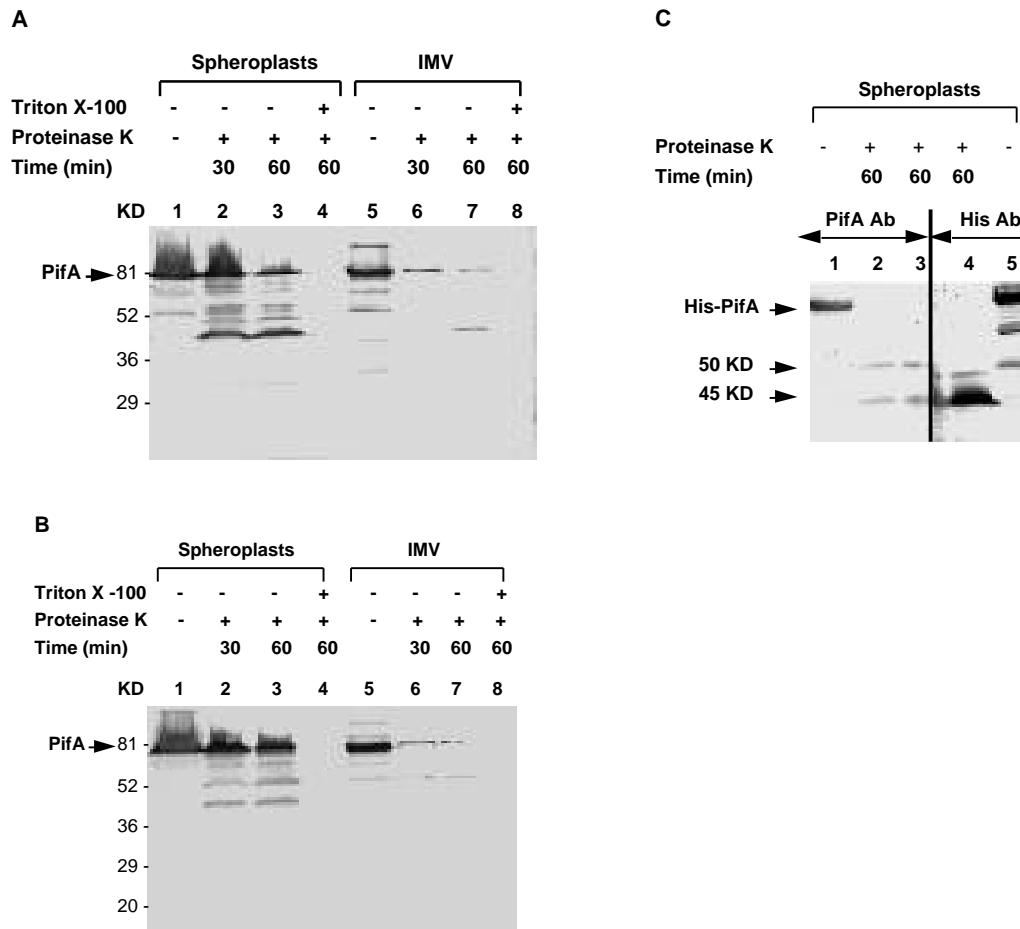 A
Spheroplasts IMV
Triton X-100 - - - + - - - +
Proteinase K - + + + - + + +
Time (min) 30 60 60 30 60 60
KD 1 2 3 4 5 6 7 8
PifA 81 -
52 -
36 -
29 -
B
Spheroplasts IMV
Triton X -100 - - - + - - - +
Proteinase K - + + + - + + +
Time (min) 30 60 60 30 60 60
KD 1 2 3 4 5 6 7 8
PifA 81 -
52 -
36 -
29 -
20 -
C
Spheroplasts
Proteinase K - + + + -
Time (min) 60 60 60
PifA Ab His Ab
1 2 3 4 5
His-PifA
50 KD
45 KD